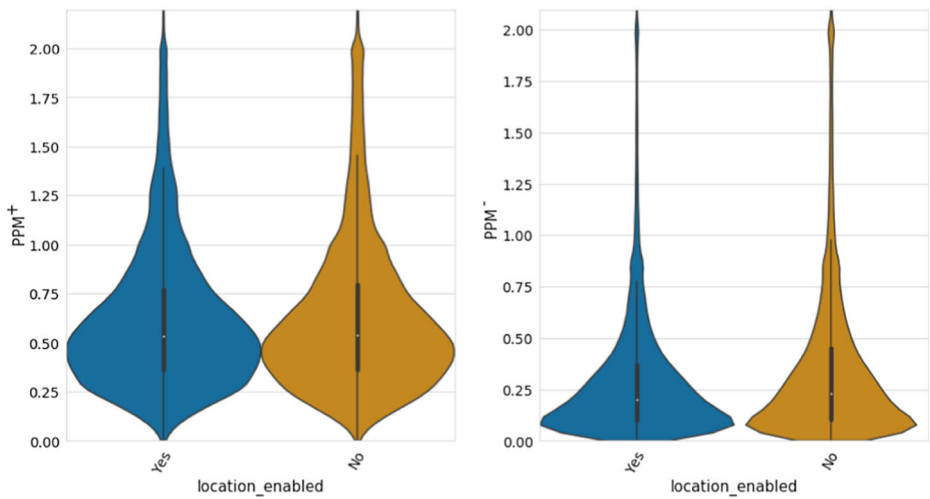 PPM+
2.00
1.75
1.50
1.25
1.00
0.75
0.50
0.25
0.00
Yes
No
location_enabled
PPM-
2.00
1.75
1.50
1.25
1.00
0.75
0.50
0.25
0.00
Yes
No
location_enabled